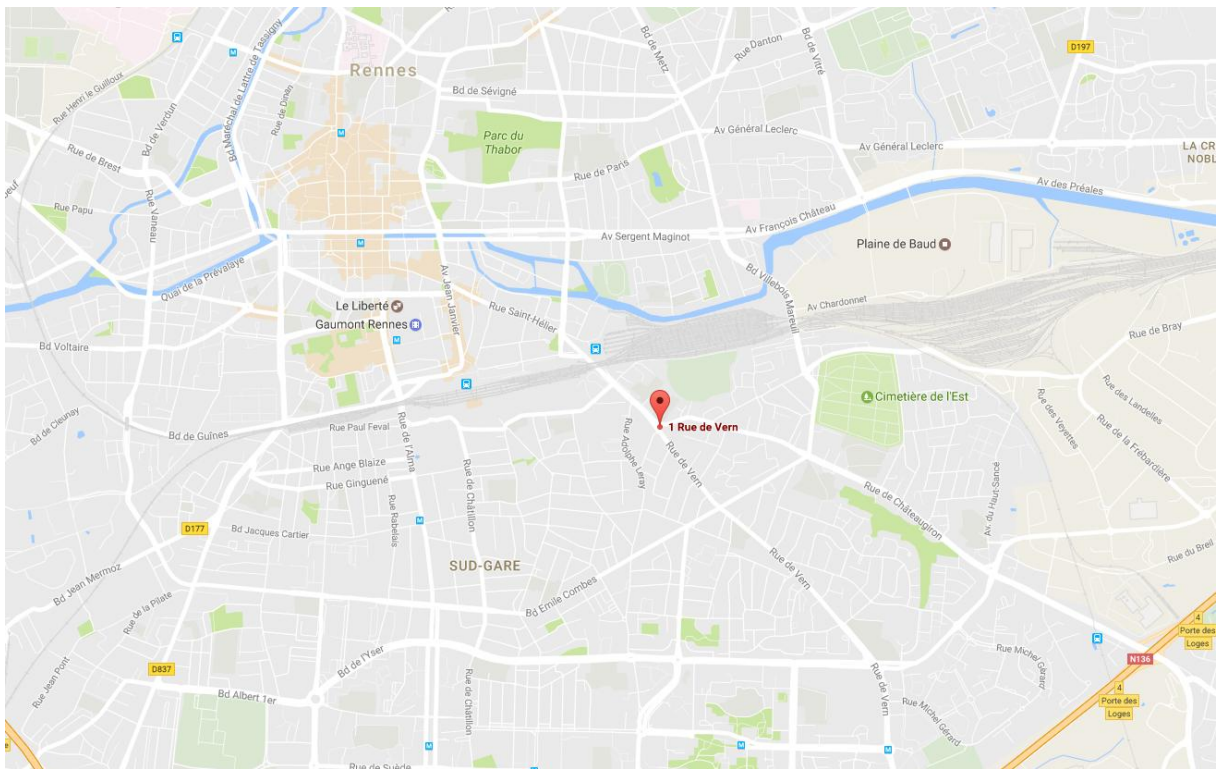 Rue Henri le Guilloux
Bd Maréchal de Lattre de Tassigny
Bd de Metz
Rue Danton
Bd de Vitré
D197
Rennes
Bd de Verdun
Rue de Dinan
Bd de Sévigné
Parc du
Thabor
Av Général Leclerc
Av Général Leclerc
LA CR
NOBL
Rue de Brest
Rue de Paris
Av des Préales
Rue Papu
Rue Vaneau
Av Sergent Maginot
Av François Château
Plaine de Baud
Quai de la Prévalaye
Av Jean Janvier
Bd Villebois Mareuil
Le Liberté
Gaumont Rennes
Rue Saint-Hélier
Av Chardonnet
Rue de Bray
Bd Voltaire
Rue des Landelles
Cimetière de l'Est
Bd de Cleunay
Bd de Guînes
Rue Paul Feval
Rue de l'Alma
1 Rue de Vern
Rue Adolphe Leray
Rue de Vern
Rue des Veyettes
Rue de la Frébardière
Rue Ange Blaize
Rue Ginguené
Rue de Châtillon
Rue Rabelais
Rue de Châteaugiron
Av. du Haut-Sancé
D177
Bd Jacques Cartier
SUD-GARE
Rue de Vern
Rue du Breil
Bd Jean Mermoz
Rue de la Pilate
Bd Emile Combes
4
Porte des
Loges
N136
Rue Jean Pont
D837
Bd de l'Yser
Rue Michel Gérard
Bd Albert 1er
Rue de Châtillon
Rue de Vern
Rue Michel Gérard
4
Porte des
Loges
Rue de Suède